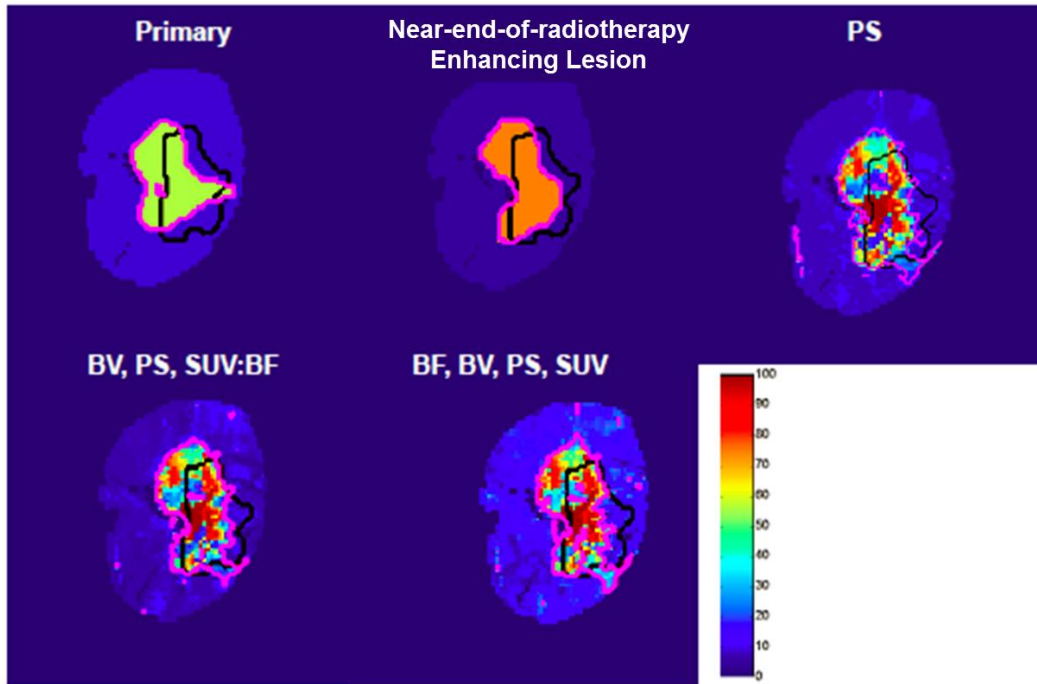 Primary
Near-end-of-radiotherapy
Enhancing Lesion
PS
BV, PS, SUV:BF
BF, BV, PS, SUV
100
90
80
70
60
50
40
30
20
10
0